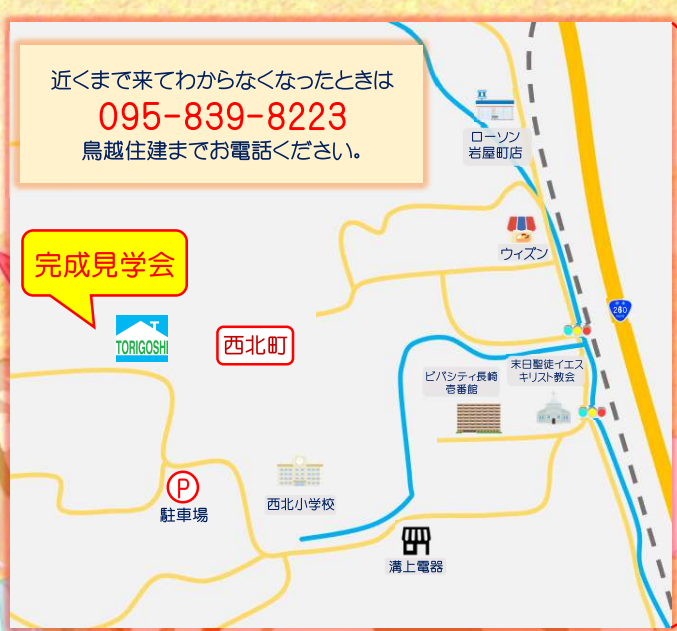 近くまで来てわからなくなったときは
095-839-8223
鳥越住建までお電話ください。
ローソン
岩屋町店
ウィズン
完成見学会
TORIGOSHI
西北町
260
ビバシティ長崎
壱番館
末日聖徒イエス
キリスト教会
P
駐車場
西北小学校
溝上電器